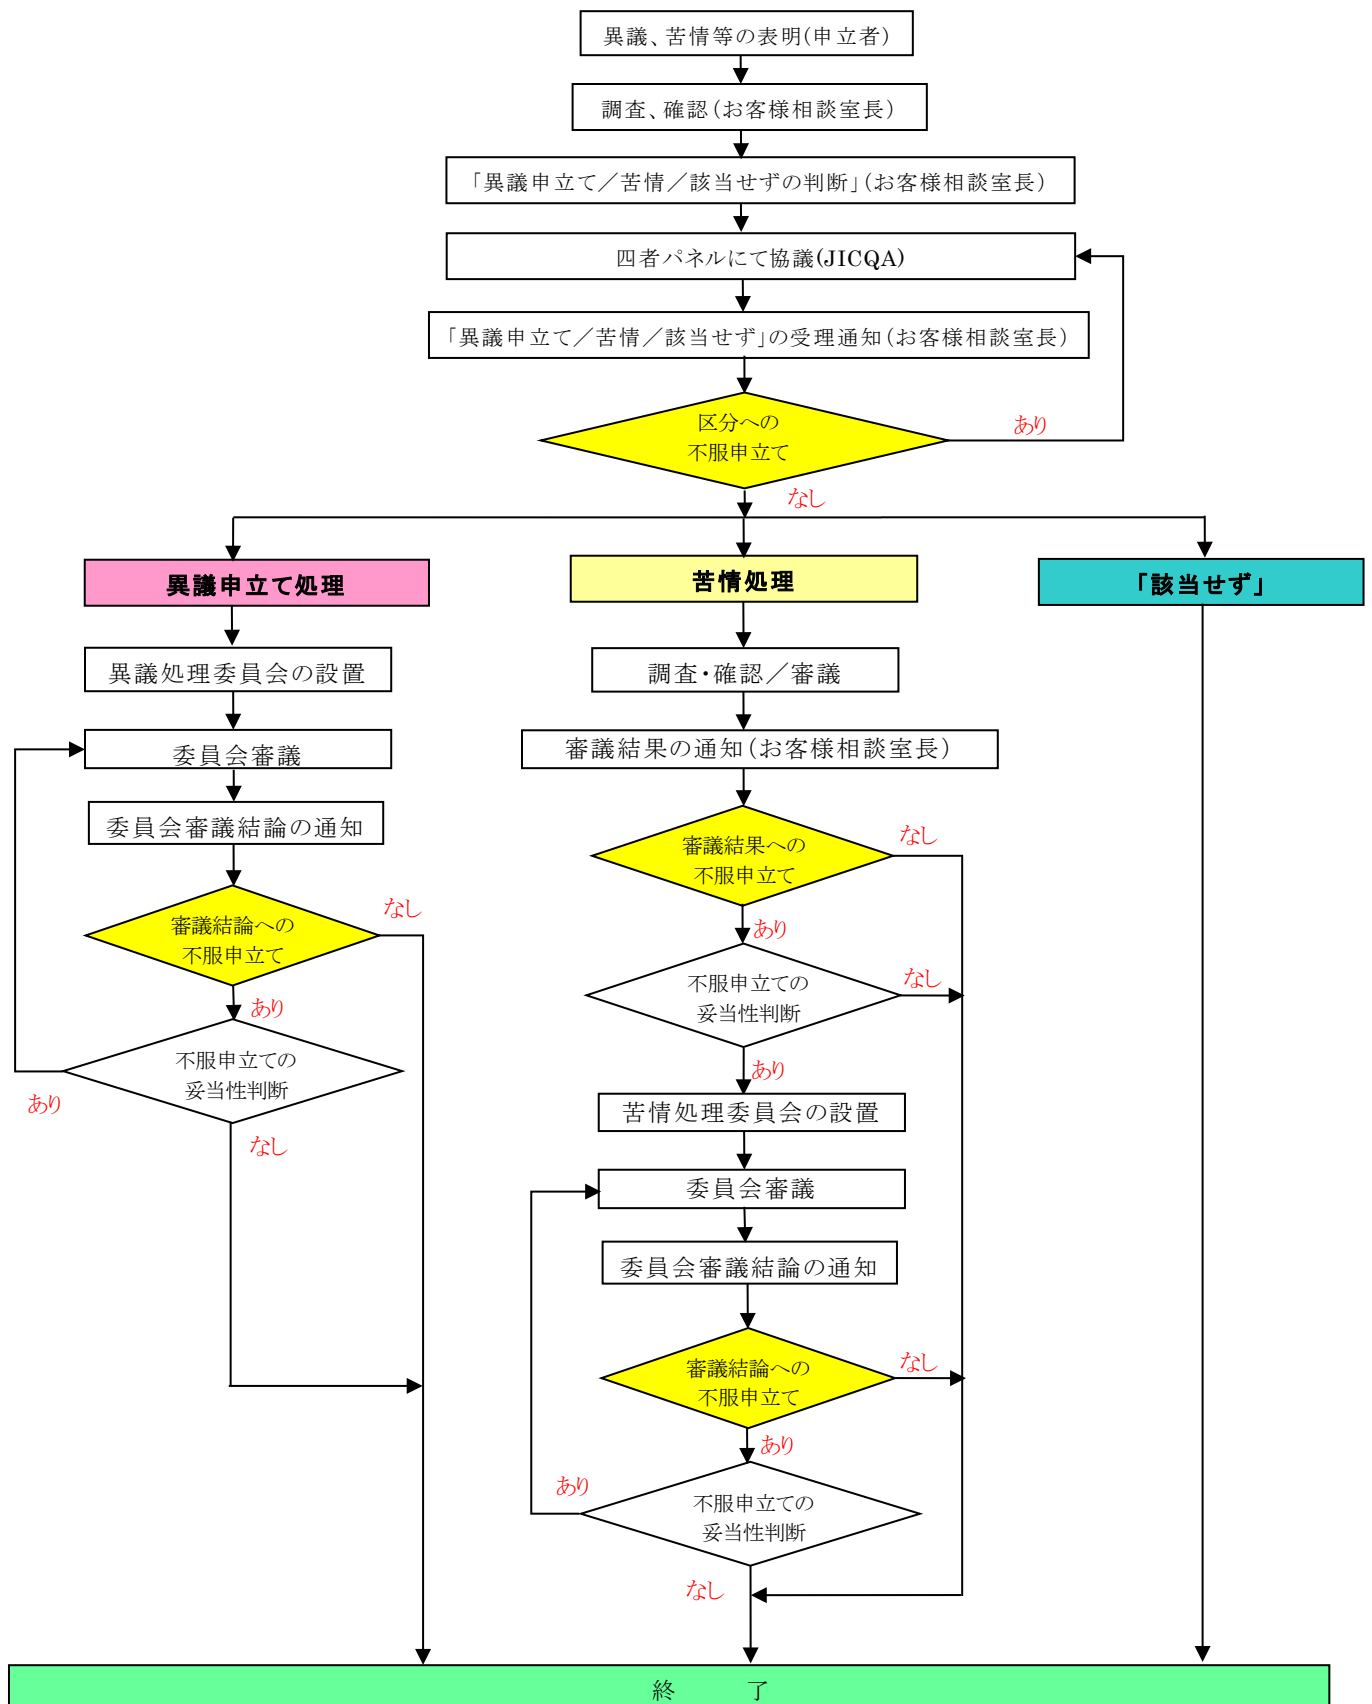 異議、苦情等の表明(申立者)
調査、確認(お客様相談室長)
「異議申立て／苦情／該当せずの判断」(お客様相談室長)
四者パネルにて協議(JICQA)
「異議申立て／苦情／該当せず」の受理通知(お客様相談室長)
区分への
不服申立て
あり
なし
異議申立て処理
異議処理委員会の設置
委員会審議
委員会審議結論の通知
審議結論への
不服申立て
なし
あり
不服申立ての
妥当性判断
あり
なし
苦情処理
調査・確認／審議
審議結果の通知(お客様相談室長)
審議結果への
不服申立て
なし
あり
不服申立ての
妥当性判断
なし
あり
苦情処理委員会の設置
委員会審議
委員会審議結論の通知
審議結論への
不服申立て
なし
あり
不服申立ての
妥当性判断
あり
なし
「該当せず」
終 了